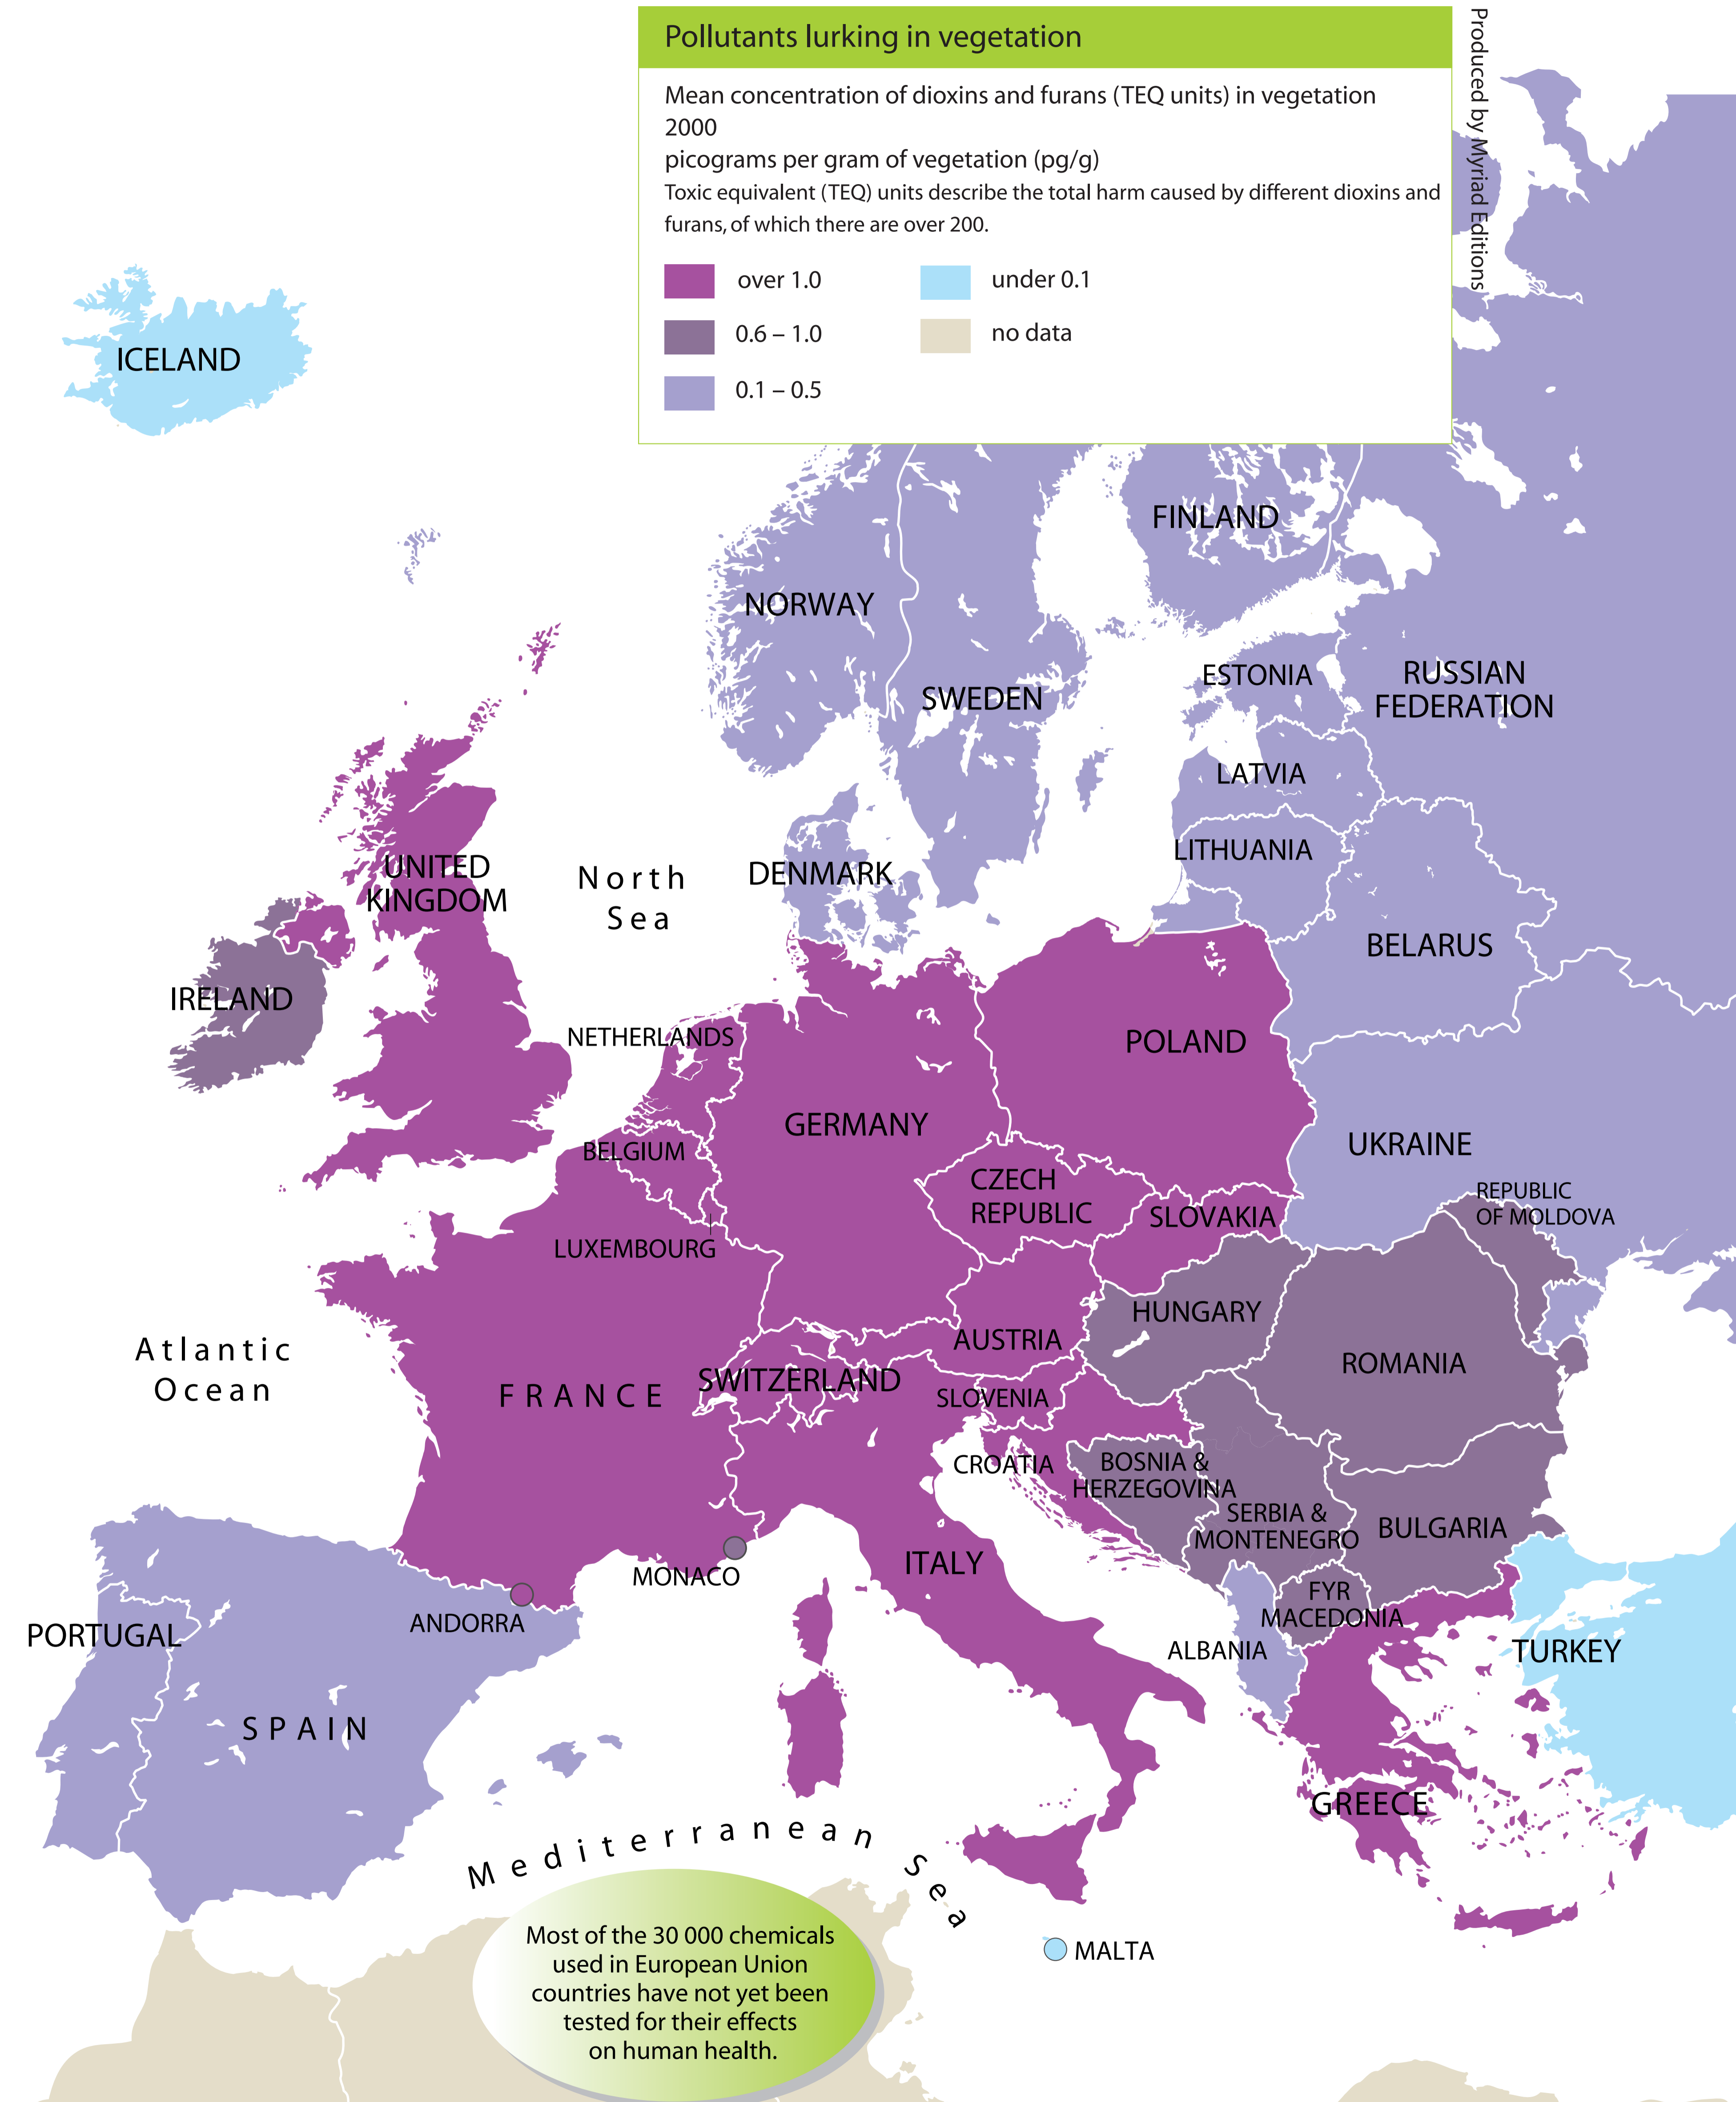 Pollutants lurking in vegetation
Mean concentration of dioxins and furans (TEQ units) in vegetation
2000
picograms per gram of vegetation (pg/g)
Toxic equivalent (TEQ) units describe the total harm caused by different dioxins and
furans, of which there are over 200.
over 1.0
under 0.1
0.6 – 1.0
no data
0.1 – 0.5
Produced by Myriad Editions
ICELAND
FINLAND
NORWAY
SWEDEN
ESTONIA
RUSSIAN
FEDERATION
LATVIA
LITHUANIA
UNITED
KINGDOM
North
Sea
DENMARK
BELARUS
IRELAND
NETHERLANDS
POLAND
GERMANY
BELGIUM
UKRAINE
CZECH
REPUBLIC
SLOVAKIA
REPUBLIC
OF MOLDOVA
LUXEMBOURG
HUNGARY
Atlantic
Ocean
AUSTRIA
ROMANIA
FRANCE
SWITZERLAND
SLOVENIA
CROATIA
BOSNIA &
HERZEGOVINA
SERBIA &
MONTENEGRO
BULGARIA
ITALY
MONACO
ANDORRA
FYR
MACEDONIA
PORTUGAL
ALBANIA
TURKEY
SPAIN
GREECE
Mediterranean Sea
Most of the 30 000 chemicals
used in European Union
countries have not yet been
tested for their effects
on human health.
MALTA